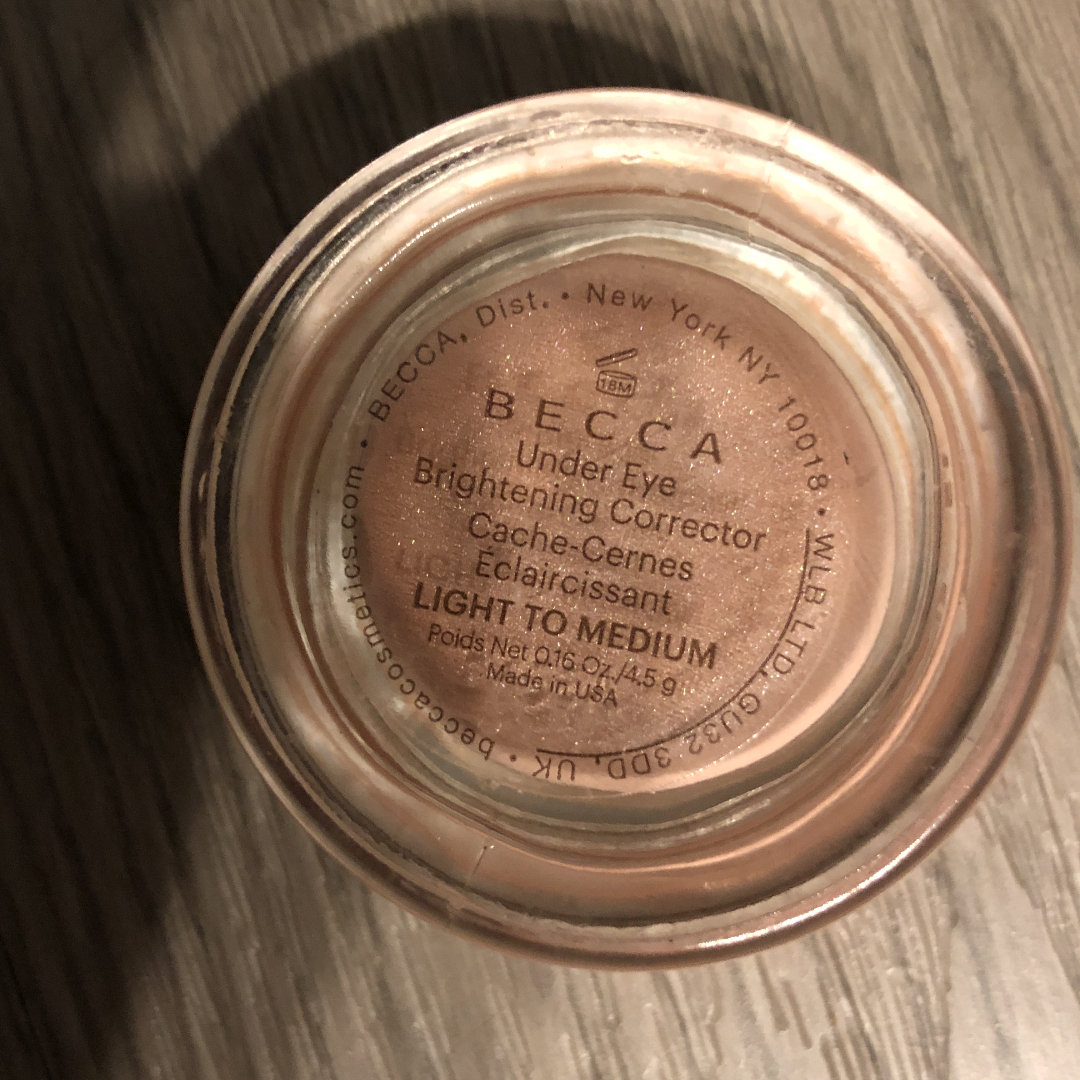 BECCA, Dist. • New York NY 10018 • WLB LTD, GU32 3DD, UK • beccacosmetics.com •
18M
BECCA
Under Eye
Brightening Corrector
Cache-Cernes
Éclaircissant
LIGHT TO MEDIUM
Poids Net 0.16 Oz./4.5 g
Made in USA